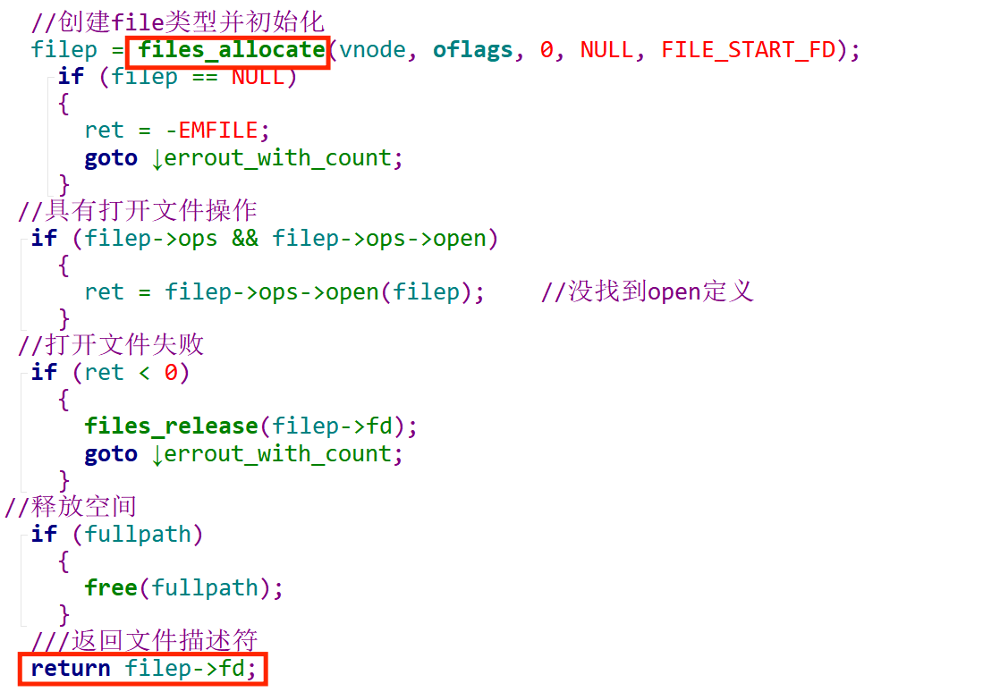 //创建file类型并初始化
filep = files_allocate(vnode, oflags, 0, NULL, FILE_START_FD);
if (filep == NULL)
{
ret = -EMFILE;
goto ↓errout_with_count;
}
//具有打开文件操作
if (filep->ops && filep->ops->open)
{
ret = filep->ops->open(filep); //没找到open定义
}
//打开文件失败
if (ret < 0)
{
files_release(filep->fd);
goto ↓errout_with_count;
}
//释放空间
if (fullpath)
{
free(fullpath);
}
///返回文件描述符
return filep->fd;